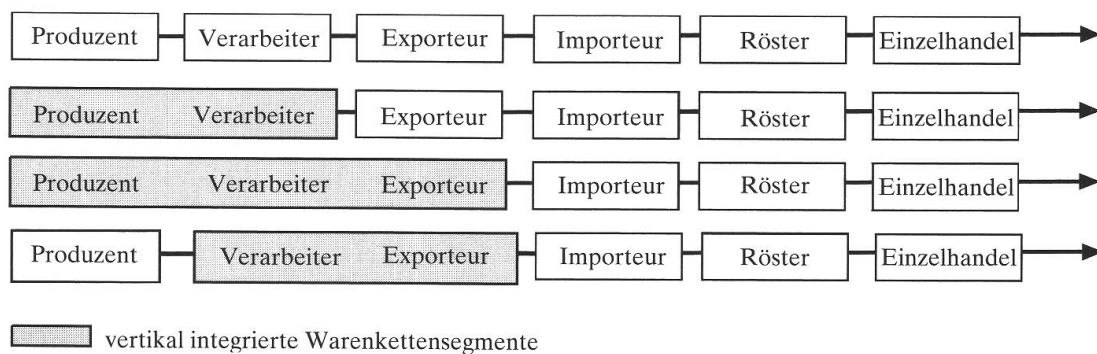 Produzent Verarbeiter Exporteur Importeur Röster Einzelhandel
Produzent Verarbeiter Exporteur Importeur Röster Einzelhandel
Produzent Verarbeiter Exporteur Importeur Röster Einzelhandel
Produzent Verarbeiter Exporteur Importeur Röster Einzelhandel
vertikal integrierte Warenkettensegmente